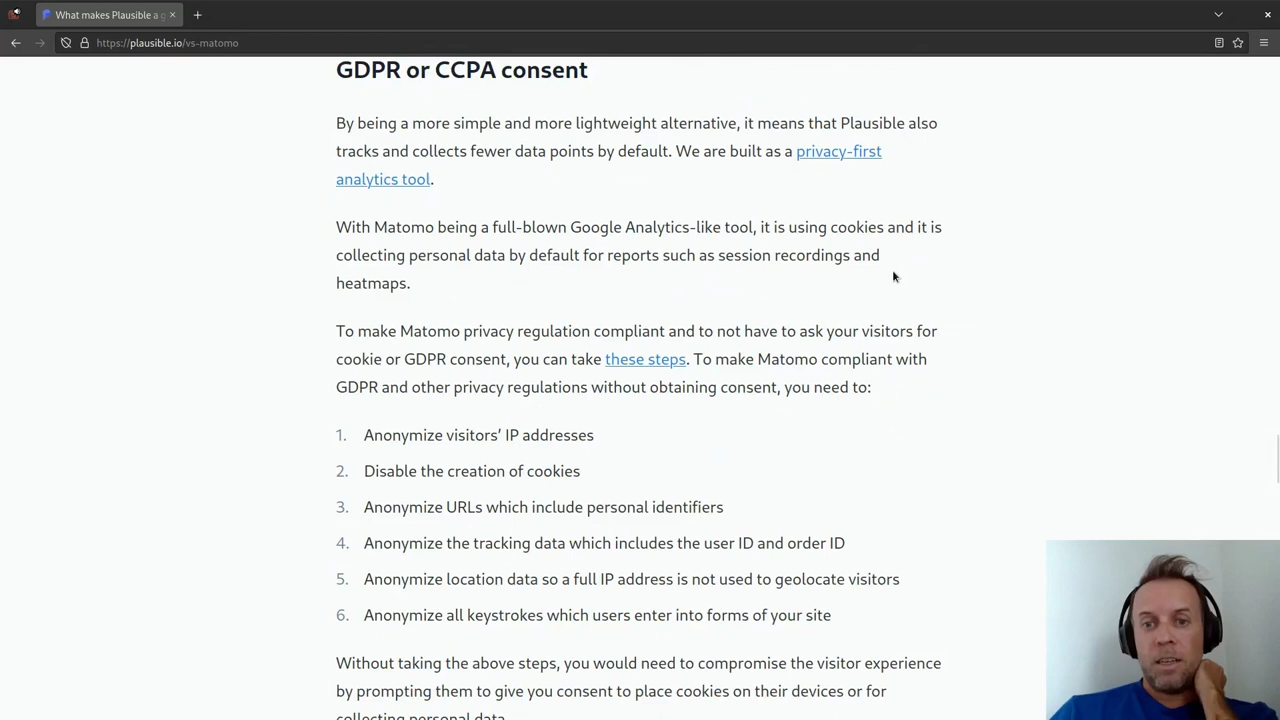 What makes Plausible a g
https://plausible.io/vs-matomo
GDPR or CCPA consent
By being a more simple and more lightweight alternative, it means that Plausible also
tracks and collects fewer data points by default. We are built as a privacy-first
analytics tool.
With Matomo being a full-blown Google Analytics-like tool, it is using cookies and it is
collecting personal data by default for reports such as session recordings and
heatmaps.
To make Matomo privacy regulation compliant and to not have to ask your visitors for
cookie or GDPR consent, you can take these steps. To make Matomo compliant with
GDPR and other privacy regulations without obtaining consent, you need to:
1. Anonymize visitors’ IP addresses
2. Disable the creation of cookies
3. Anonymize URLs which include personal identifiers
4. Anonymize the tracking data which includes the user ID and order ID
5. Anonymize location data so a full IP address is not used to geolocate visitors
6. Anonymize all keystrokes which users enter into forms of your site
Without taking the above steps, you would need to compromise the visitor experience
by prompting them to give you consent to place cookies on their devices or for
collecting personal data.